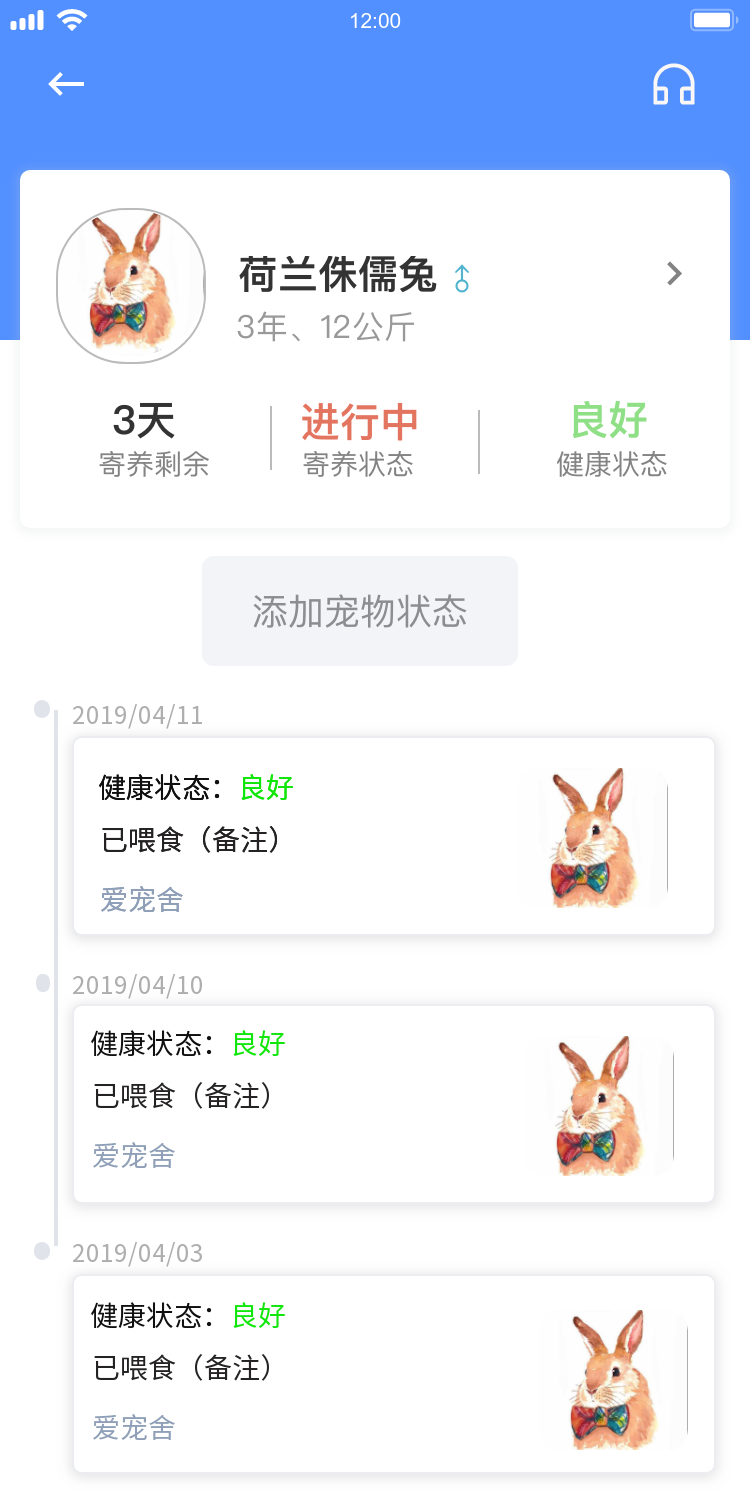 12:00
荷兰侏儒兔
3年、12公斤
3天 进行中 良好
寄养剩余 寄养状态 健康状态
添加宠物状态
2019/04/11
健康状态：良好
已喂食（备注）
爱宠舍
2019/04/10
健康状态：良好
已喂食（备注）
爱宠舍
2019/04/03
健康状态：良好
已喂食（备注）
爱宠舍